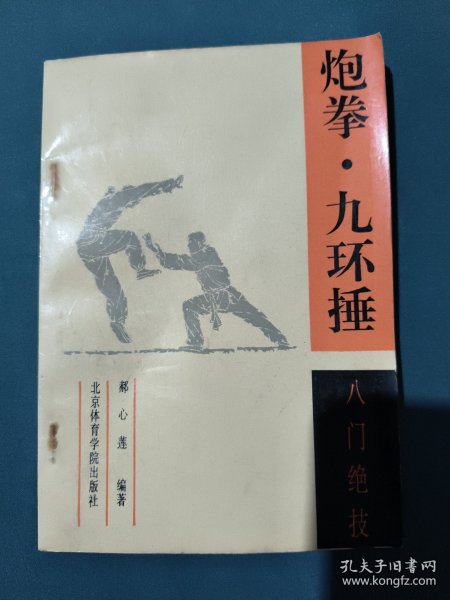 炮拳·九环捶
八门绝技
郝心莲 编著
北京体育学院出版社
孔夫子旧书网
www.kongfz.com